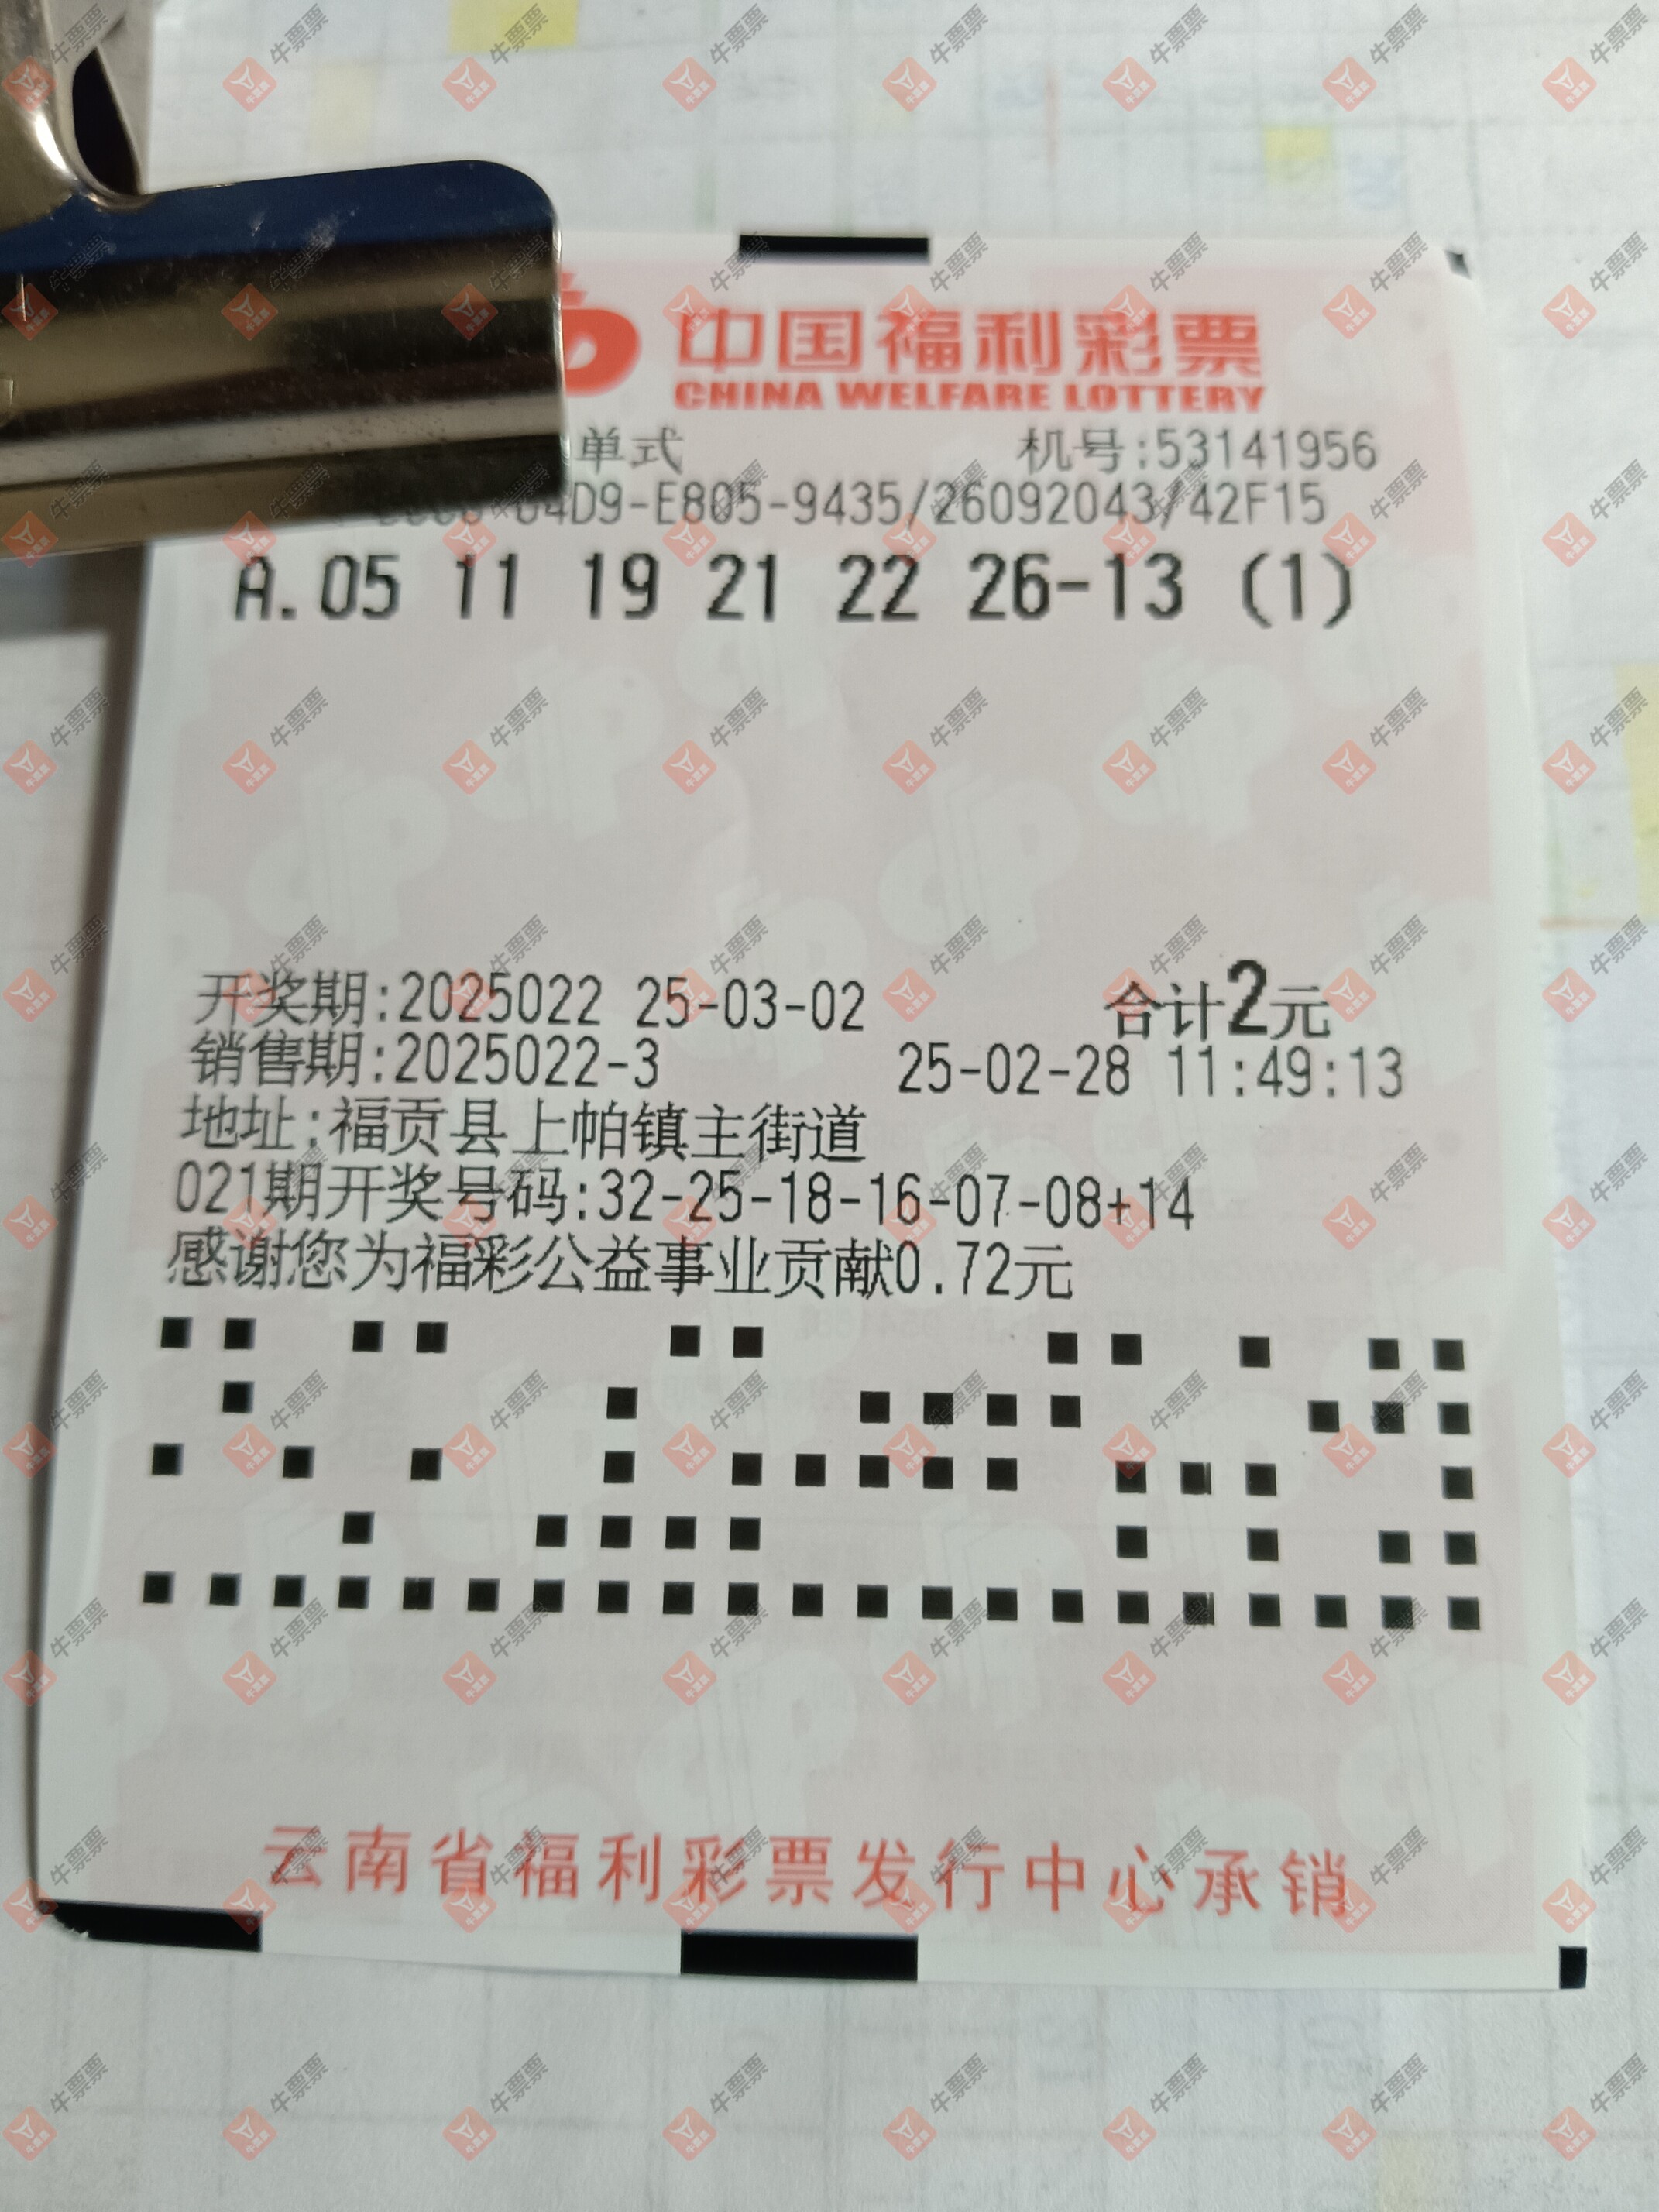 中国福利彩票
CHINA WELFARE LOTTERY
单式 机号:53141956
04D9-E805-9435/26092043/42F15
A.05 11 19 21 22 26-13 (1)
开奖期:2025022 25-03-02 合计2元
销售期:2025022-3 25-02-28 11:49:13
地址:福贡县上帕镇主街道
021期开奖号码:32-25-18-16-07-08+14
感谢您为福彩公益事业贡献0.72元
云南省福利彩票发行中心承销
牛票票